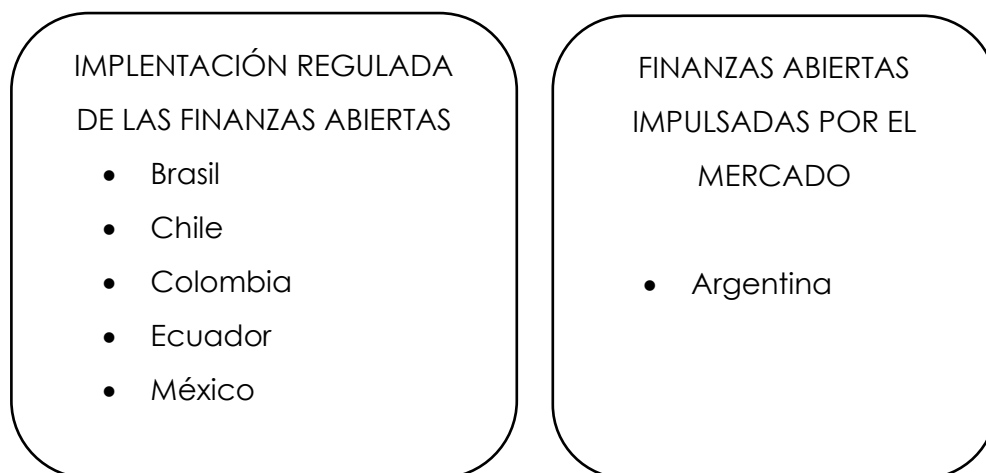 IMPLENTACIÓN REGULADA
DE LAS FINANZAS ABIERTAS
• Brasil
• Chile
• Colombia
• Ecuador
• México
FINANZAS ABIERTAS
IMPULSADAS POR EL
MERCADO
• Argentina